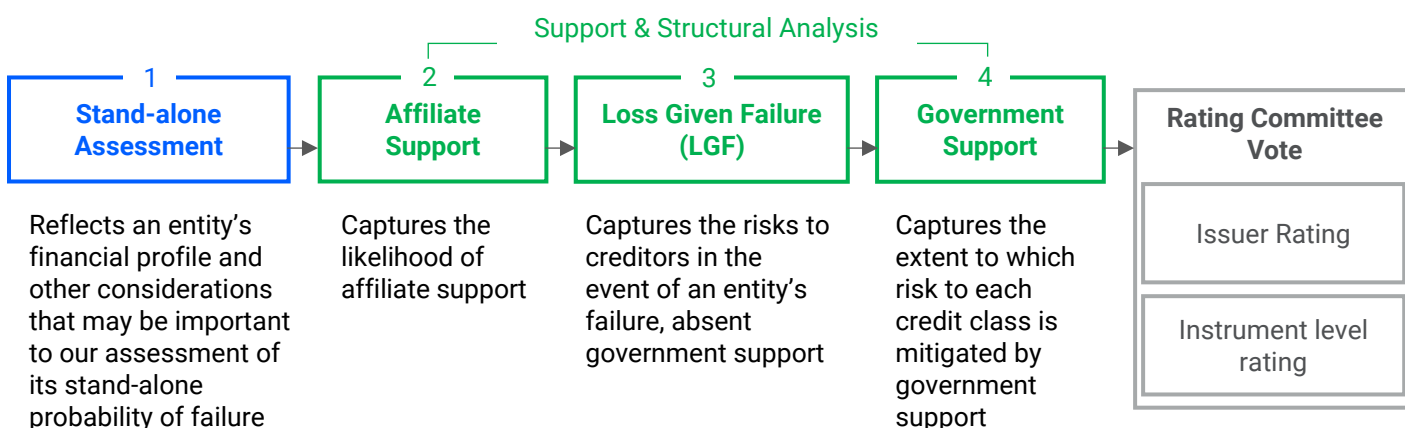 Support & Structural Analysis
1
Stand-alone
Assessment
Reflects an entity’s
financial profile and
other considerations
that may be important
to our assessment of
its stand-alone
probability of failure
2
Affiliate
Support
Captures the
likelihood of
affiliate support
3
Loss Given Failure
(LGF)
Captures the risks to
creditors in the
event of an entity’s
failure, absent
government support
4
Government
Support
Captures the
extent to which
risk to each
credit class is
mitigated by
government
support
Rating Committee
Vote
Issuer Rating
Instrument level
rating